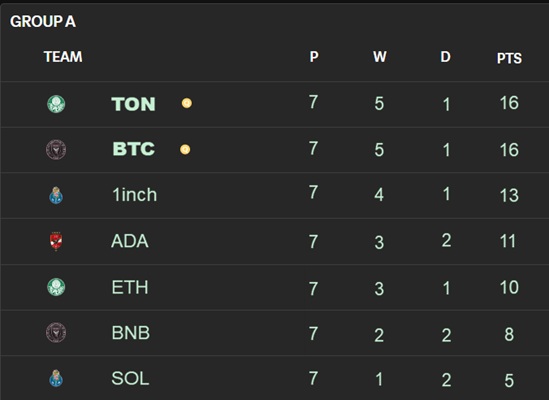 GROUP A
TEAM P W D PTS
TON 7 5 1 16
BTC 7 5 1 16
1inch 7 4 1 13
ADA 7 3 2 11
ETH 7 3 1 10
BNB 7 2 2 8
SOL 7 1 2 5